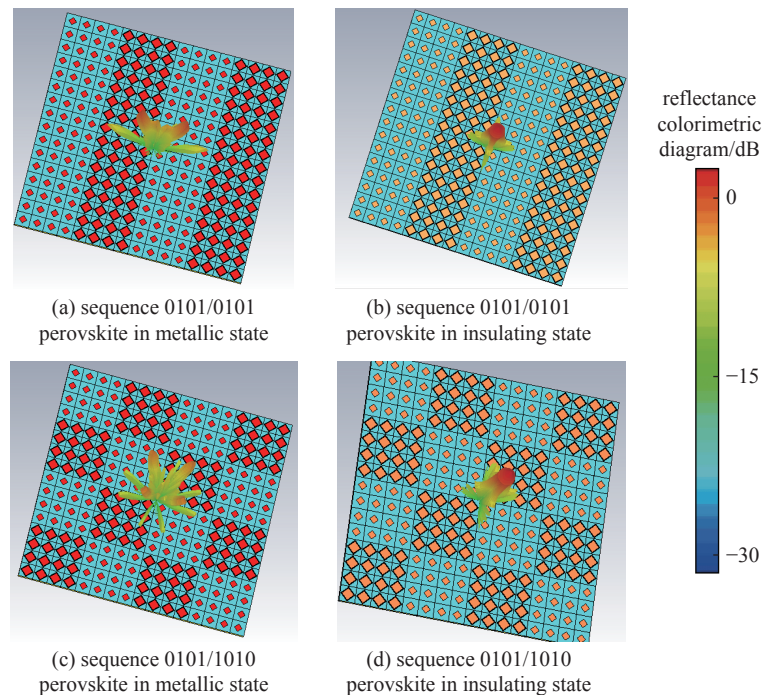 reflectance
colorimetric
diagram/dB
0
−15
−30
(a) sequence 0101/0101
perovskite in metallic state
(b) sequence 0101/0101
perovskite in insulating state
(c) sequence 0101/1010
perovskite in metallic state
(d) sequence 0101/1010
perovskite in insulating state